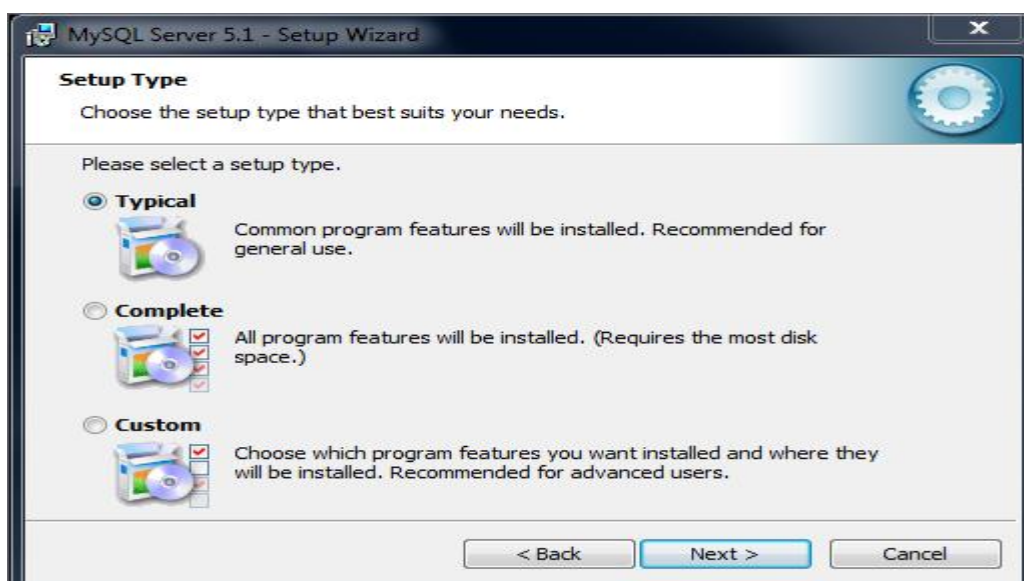 MySQL Server 5.1 - Setup Wizard
Setup Type
Choose the setup type that best suits your needs.
Please select a setup type.
Typical
Common program features will be installed. Recommended for
general use.
Complete
All program features will be installed. (Requires the most disk
space.)
Custom
Choose which program features you want installed and where they
will be installed. Recommended for advanced users.
< Back
Next >
Cancel